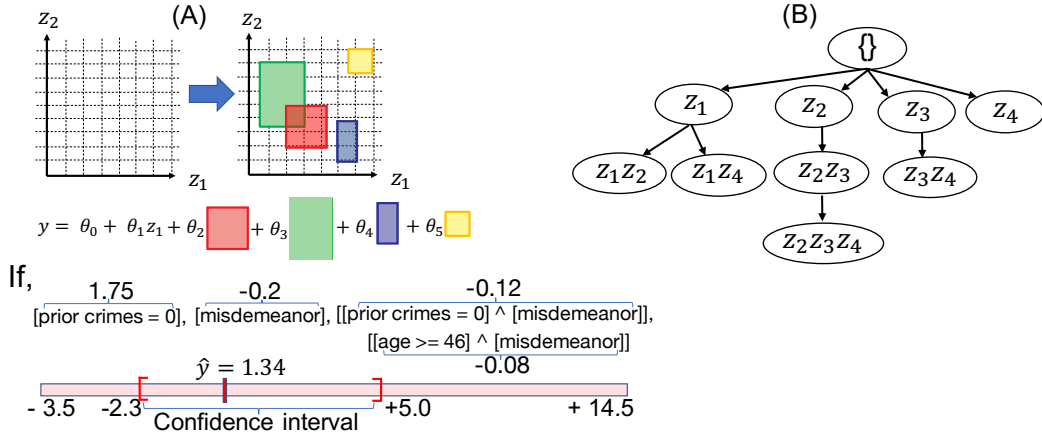 (A)
z₂
z₁
z₂
z₁
y = θ₀ + θ₁z₁ + θ₂ + θ₃ + θ₄ + θ₅
(B)
{}
z₁ z₂ z₃ z₄
z₁z₂ z₁z₄ z₂z₃ z₃z₄
z₂z₃z₄
If,
1.75 -0.2 -0.12
[prior crimes = 0], [misdemeanor], [[prior crimes = 0] ^ [misdemeanor]],
[[age >= 46] ^ [misdemeanor]]
-0.08
ŷ = 1.34
- 3.5 -2.3 +5.0 + 14.5
Confidence interval